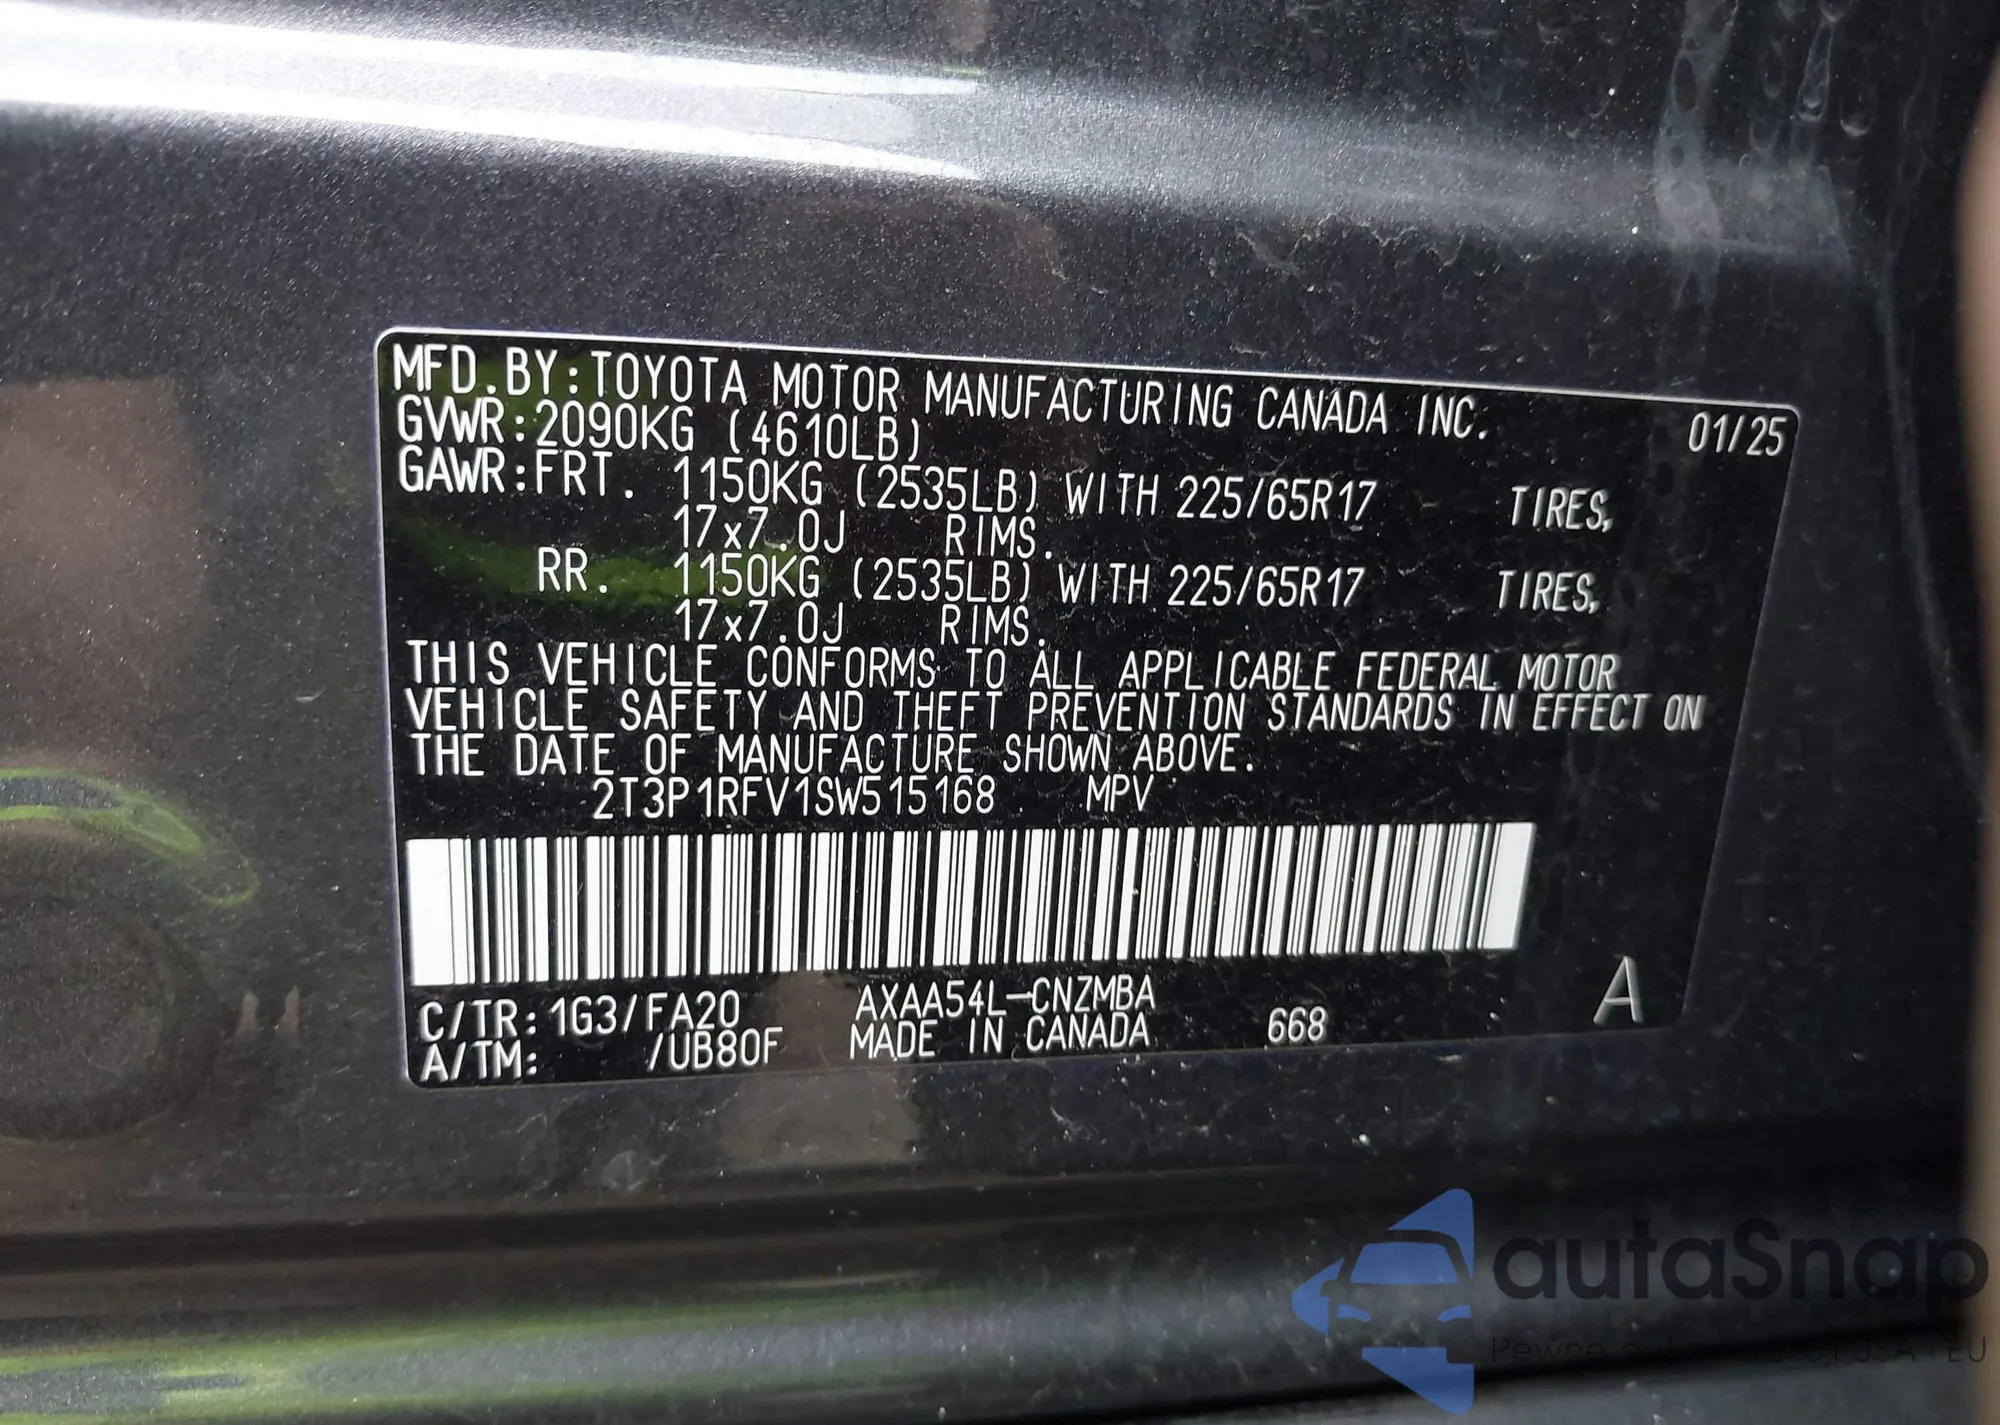 MFD.BY:TOYOTA MOTOR MANUFACTURING CANADA INC. 01/25
GVWR:2090KG (4610LB)
GAWR:FRT. 1150KG (2535LB) WITH 225/65R17 TIRES,
17x7.0J RIMS.
RR. 1150KG (2535LB) WITH 225/65R17 TIRES,
17x7.0J RIMS.
THIS VEHICLE CONFORMS TO ALL APPLICABLE FEDERAL MOTOR
VEHICLE SAFETY AND THEFT PREVENTION STANDARDS IN EFFECT ON
THE DATE OF MANUFACTURE SHOWN ABOVE.
2T3P1RFV1SW515168 MPV
C/TR:1G3/FA20 AXAA54L-CNZMBA
A/TM: /UB80F MADE IN CANADA 668 A
autaSnap
Pewne USA EU